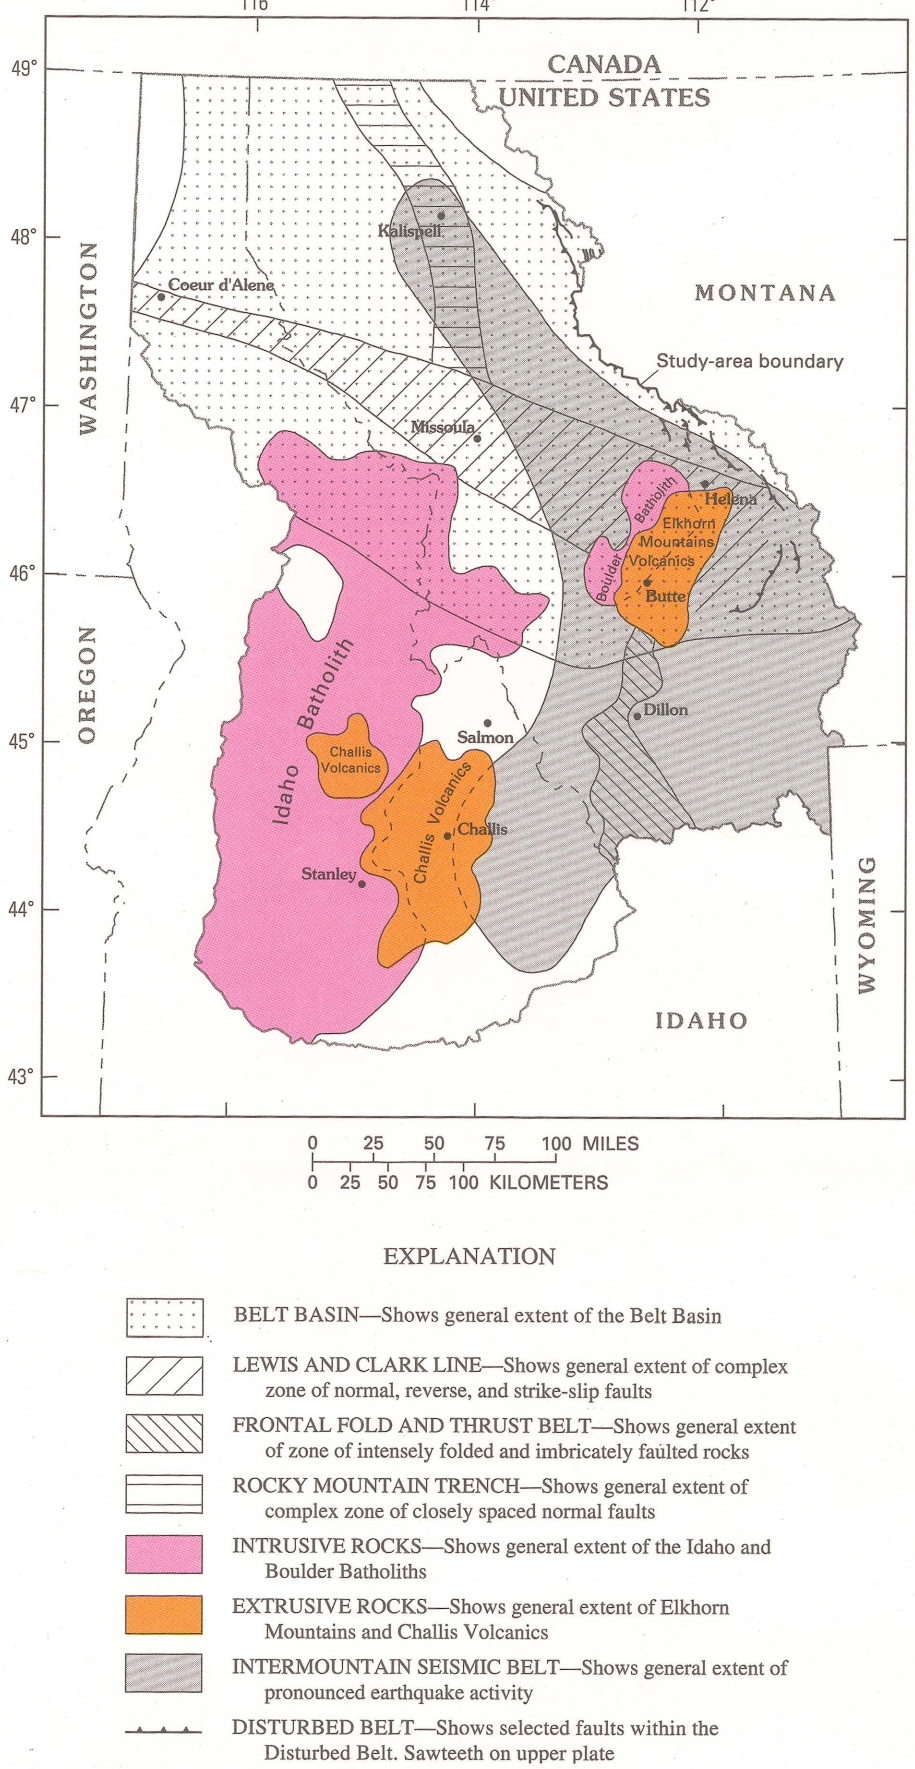 116°
114°
112°
49°
CANADA
UNITED STATES
48°
Kalispell
WASHINGTON
Coeur d'Alene
MONTANA
Study-area boundary
47°
Missoula
Helena
Batholith
Elkhorn
Mountains
Volcanics
Boulder
46°
Butte
OREGON
Idaho Batholith
Dillon
45°
Salmon
Challis
Volcanics
Challis Volcanics
Challis
Stanley
44°
WYOMING
IDAHO
43°
0 25 50 75 100 MILES
0 25 50 75 100 KILOMETERS
EXPLANATION
BELT BASIN—Shows general extent of the Belt Basin
LEWIS AND CLARK LINE—Shows general extent of complex
zone of normal, reverse, and strike-slip faults
FRONTAL FOLD AND THRUST BELT—Shows general extent
of zone of intensely folded and imbricately faulted rocks
ROCKY MOUNTAIN TRENCH—Shows general extent of
complex zone of closely spaced normal faults
INTRUSIVE ROCKS—Shows general extent of the Idaho and
Boulder Batholiths
EXTRUSIVE ROCKS—Shows general extent of Elkhorn
Mountains and Challis Volcanics
INTERMOUNTAIN SEISMIC BELT—Shows general extent of
pronounced earthquake activity
DISTURBED BELT—Shows selected faults within the
Disturbed Belt. Sawteeth on upper plate